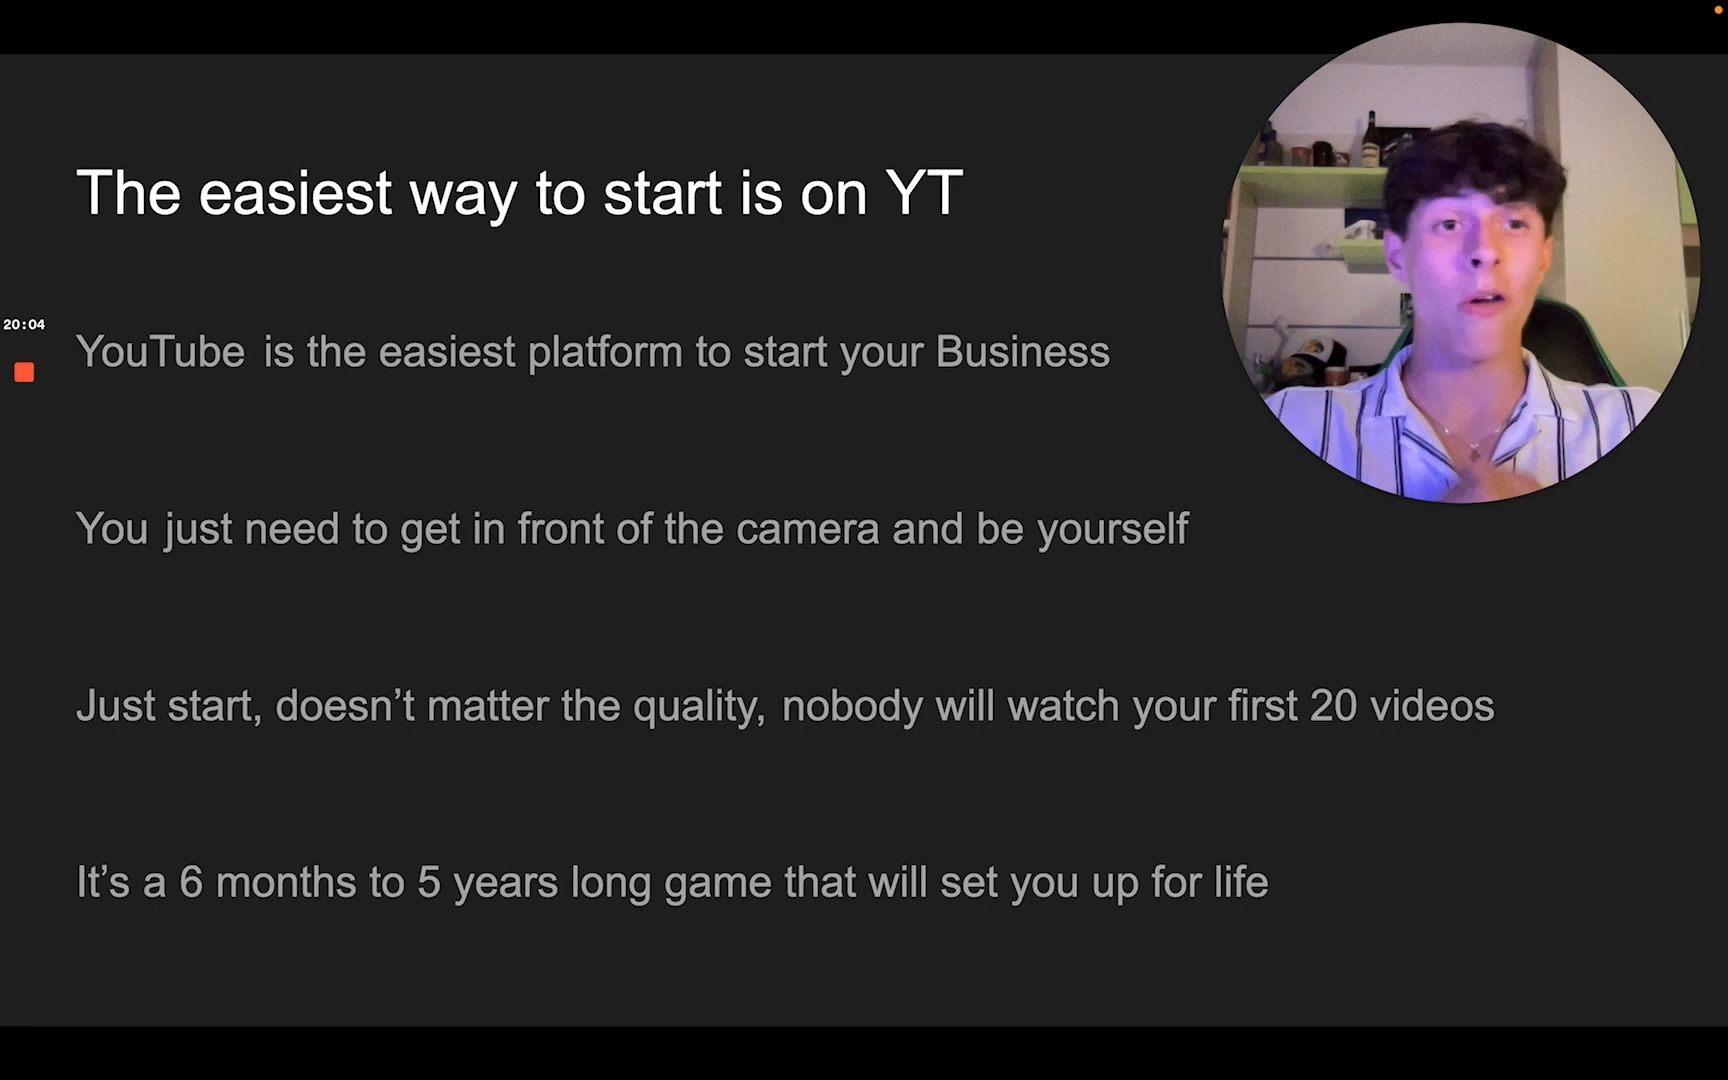 The easiest way to start is on YT
20:04
YouTube is the easiest platform to start your Business
You just need to get in front of the camera and be yourself
Just start, doesn’t matter the quality, nobody will watch your first 20 videos
It’s a 6 months to 5 years long game that will set you up for life